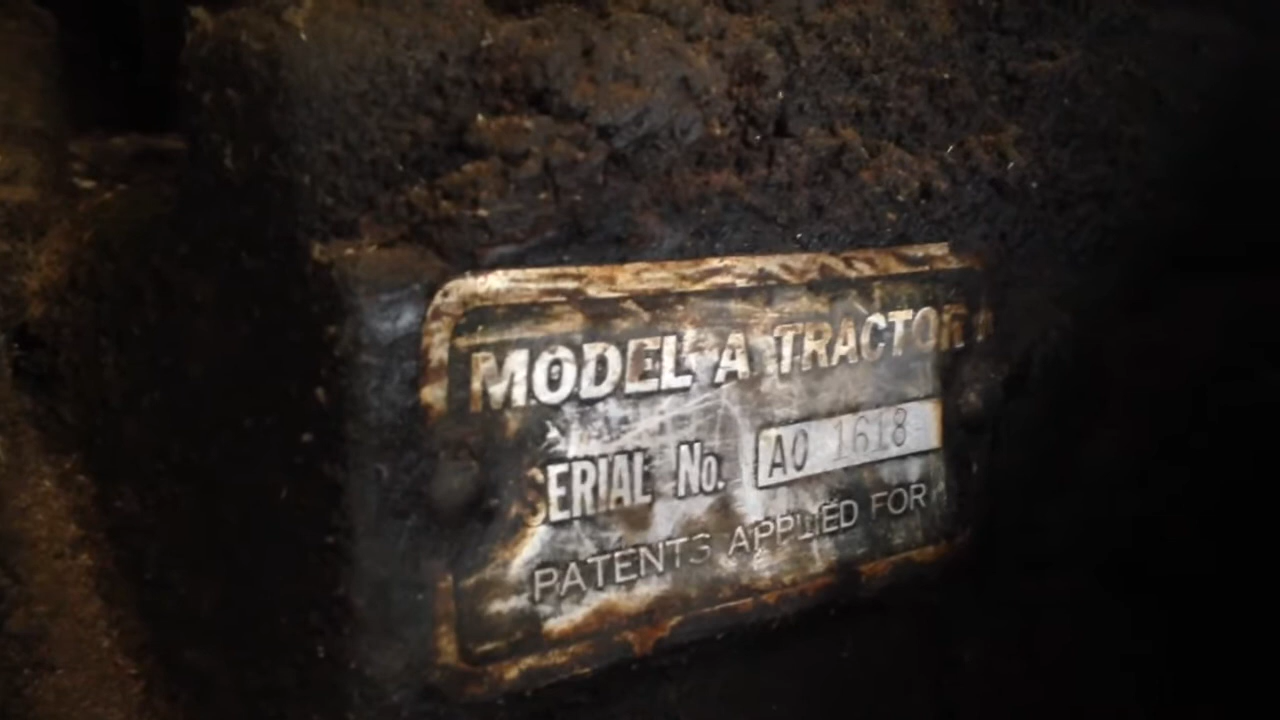 MODEL A TRACTOR
SERIAL No. AO 1618
PATENTS APPLIED FOR